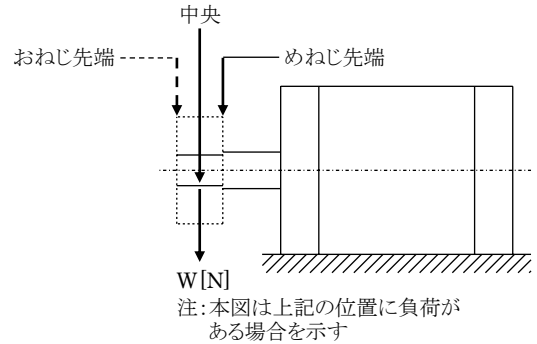 中央
おねじ先端
めねじ先端
W[N]
注:本図は上記の位置に負荷が
ある場合を示す